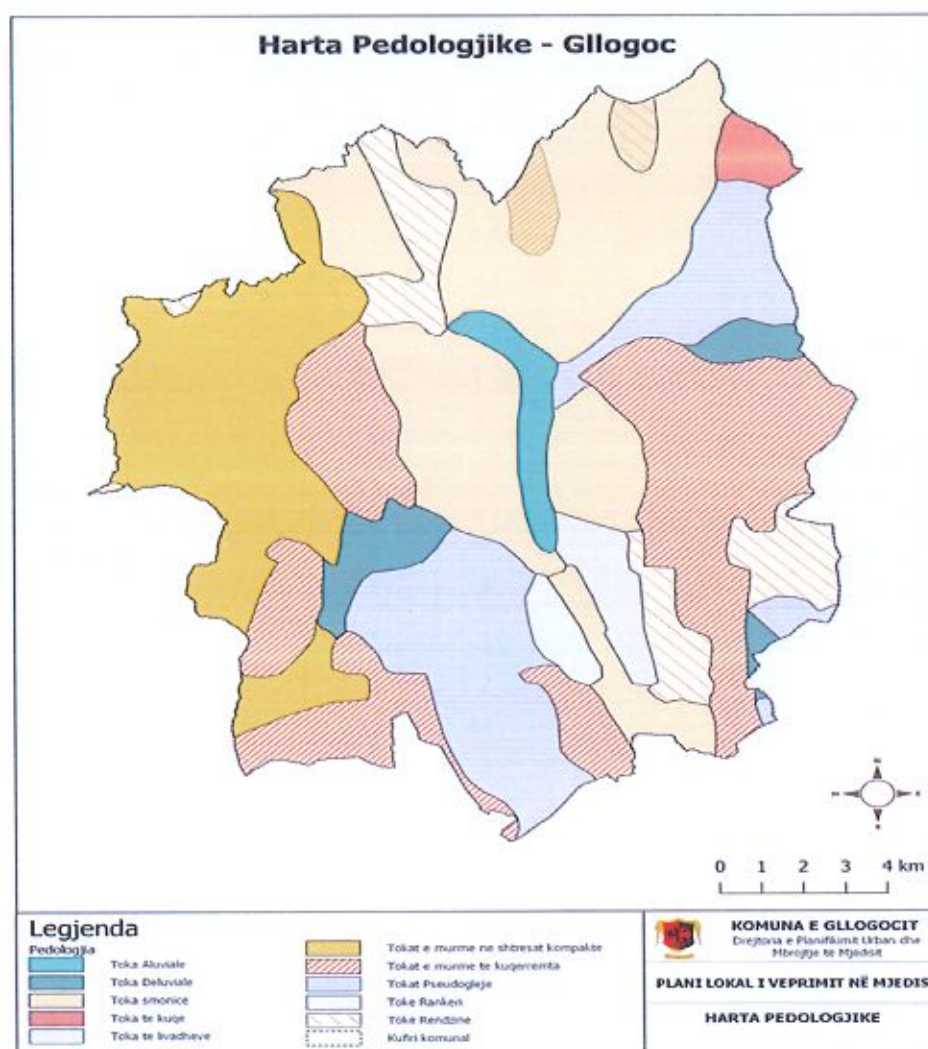 Harta Pedologjike - Gllogoc
N
0 1 2 3 4 km
Legjenda
Pedologjia
Toka Aluviale
Toka Deluviale
Toka smonice
Toka te kuqe
Toka te livadheve
Tokat e murme ne shtresat kompakte
Tokat e murme te kuqerremta
Tokat Pseudogleje
Toke Rankeri
Toke Rendzine
Kufiri komunal
KOMUNA E GLLOGOCIT
Drejtoria e Planifikimit Urban dhe
Mbrojtje te Mjedisit
PLANI LOKAL I VEPRIMIT NË MJEDIS
HARTA PEDOLOGJIKE